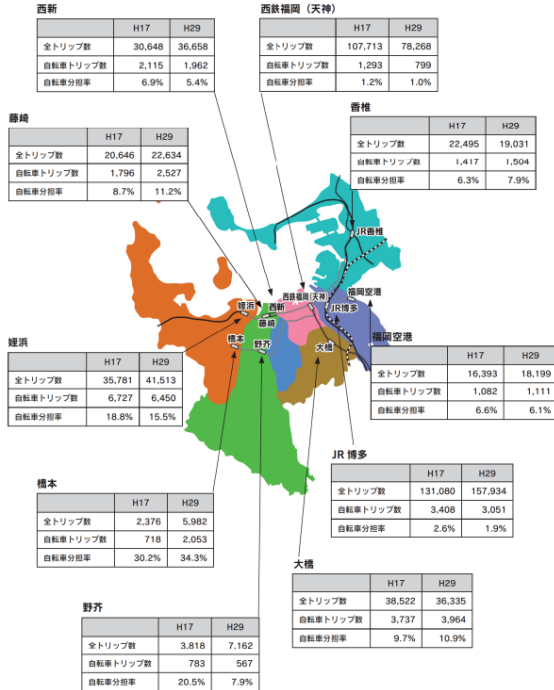 西新
H17 H29
全トリップ数 30,648 36,658
自転車トリップ数 2,115 1,962
自転車分担率 6.9% 5.4%
西鉄福岡（天神）
H17 H29
全トリップ数 107,713 78,268
自転車トリップ数 1,293 799
自転車分担率 1.2% 1.0%
藤崎
H17 H29
全トリップ数 20,646 22,634
自転車トリップ数 1,796 2,527
自転車分担率 8.7% 11.2%
香椎
H17 H29
全トリップ数 22,495 19,031
自転車トリップ数 1,417 1,504
自転車分担率 6.3% 7.9%
JR香椎
西新
西鉄福岡(天神)
福岡空港
姪浜
藤崎
JR博多
橋本
野芥
大橋
姪浜
H17 H29
全トリップ数 35,781 41,513
自転車トリップ数 6,727 6,450
自転車分担率 18.8% 15.5%
福岡空港
H17 H29
全トリップ数 16,393 18,199
自転車トリップ数 1,082 1,111
自転車分担率 6.6% 6.1%
JR 博多
H17 H29
全トリップ数 131,080 157,934
自転車トリップ数 3,408 3,051
自転車分担率 2.6% 1.9%
橋本
H17 H29
全トリップ数 2,376 5,982
自転車トリップ数 718 2,053
自転車分担率 30.2% 34.3%
大橋
H17 H29
全トリップ数 38,522 36,335
自転車トリップ数 3,737 3,964
自転車分担率 9.7% 10.9%
野芥
H17 H29
全トリップ数 3,818 7,162
自転車トリップ数 783 567
自転車分担率 20.5% 7.9%